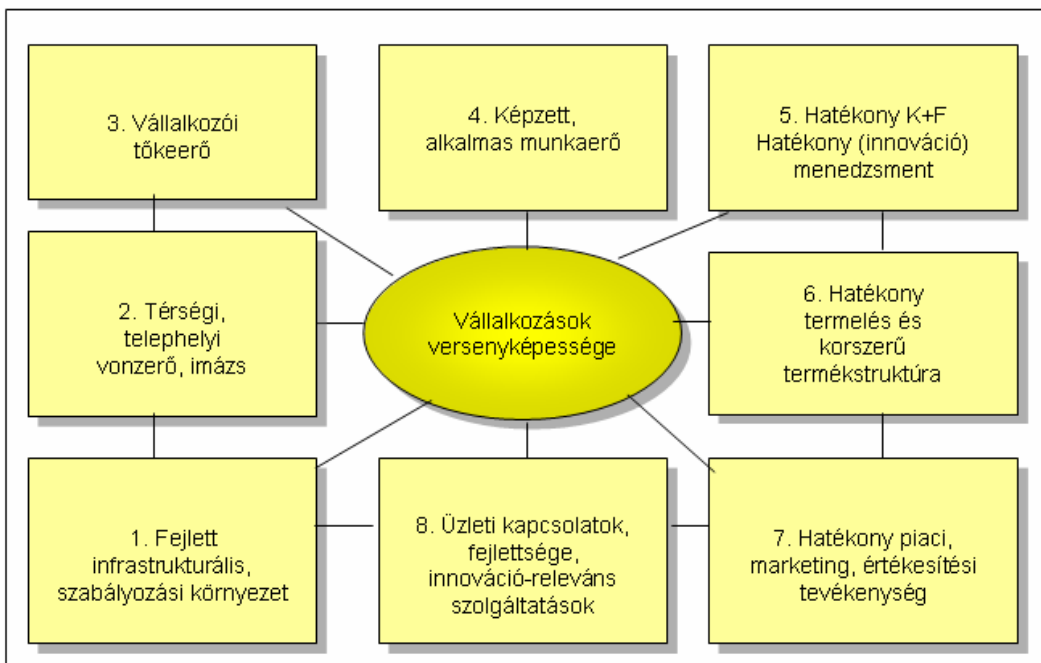 3. Vállalkozói
tőkeerő
4. Képzett,
alkalmas munkaerő
5. Hatékony K+F
Hatékony (innováció)
menedzsment
2. Térségi,
telephelyi
vonzerő, imázs
Vállalkozások
versenyképessége
6. Hatékony
termelés és
korszerű
termékstruktúra
1. Fejlett
infrastrukturális,
szabályozási környezet
8. Üzleti kapcsolatok,
fejlettsége,
innováció-releváns
szolgáltatások
7. Hatékony piaci,
marketing, értékesítési
tevékenység